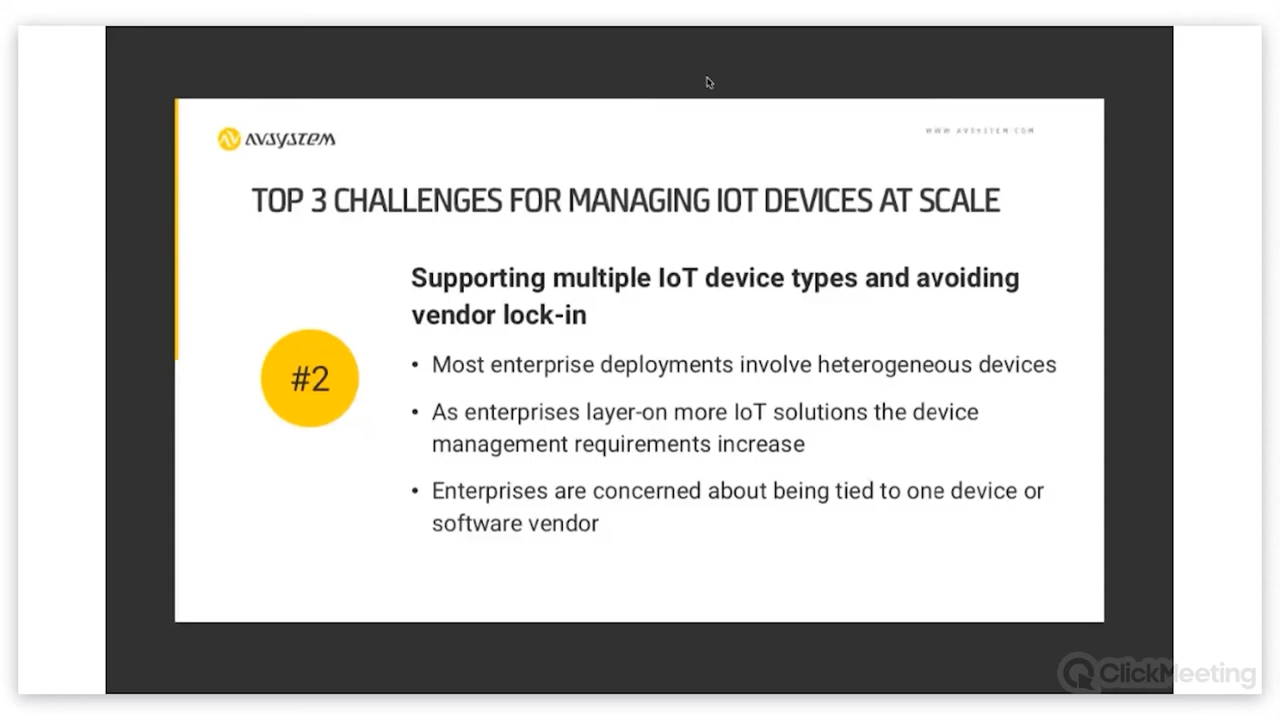 AVSYSTEM
WWW.AVSYSTEM.COM
TOP 3 CHALLENGES FOR MANAGING IOT DEVICES AT SCALE
Supporting multiple IoT device types and avoiding
vendor lock-in
#2
• Most enterprise deployments involve heterogeneous devices
• As enterprises layer-on more IoT solutions the device
management requirements increase
• Enterprises are concerned about being tied to one device or
software vendor
ClickMeeting